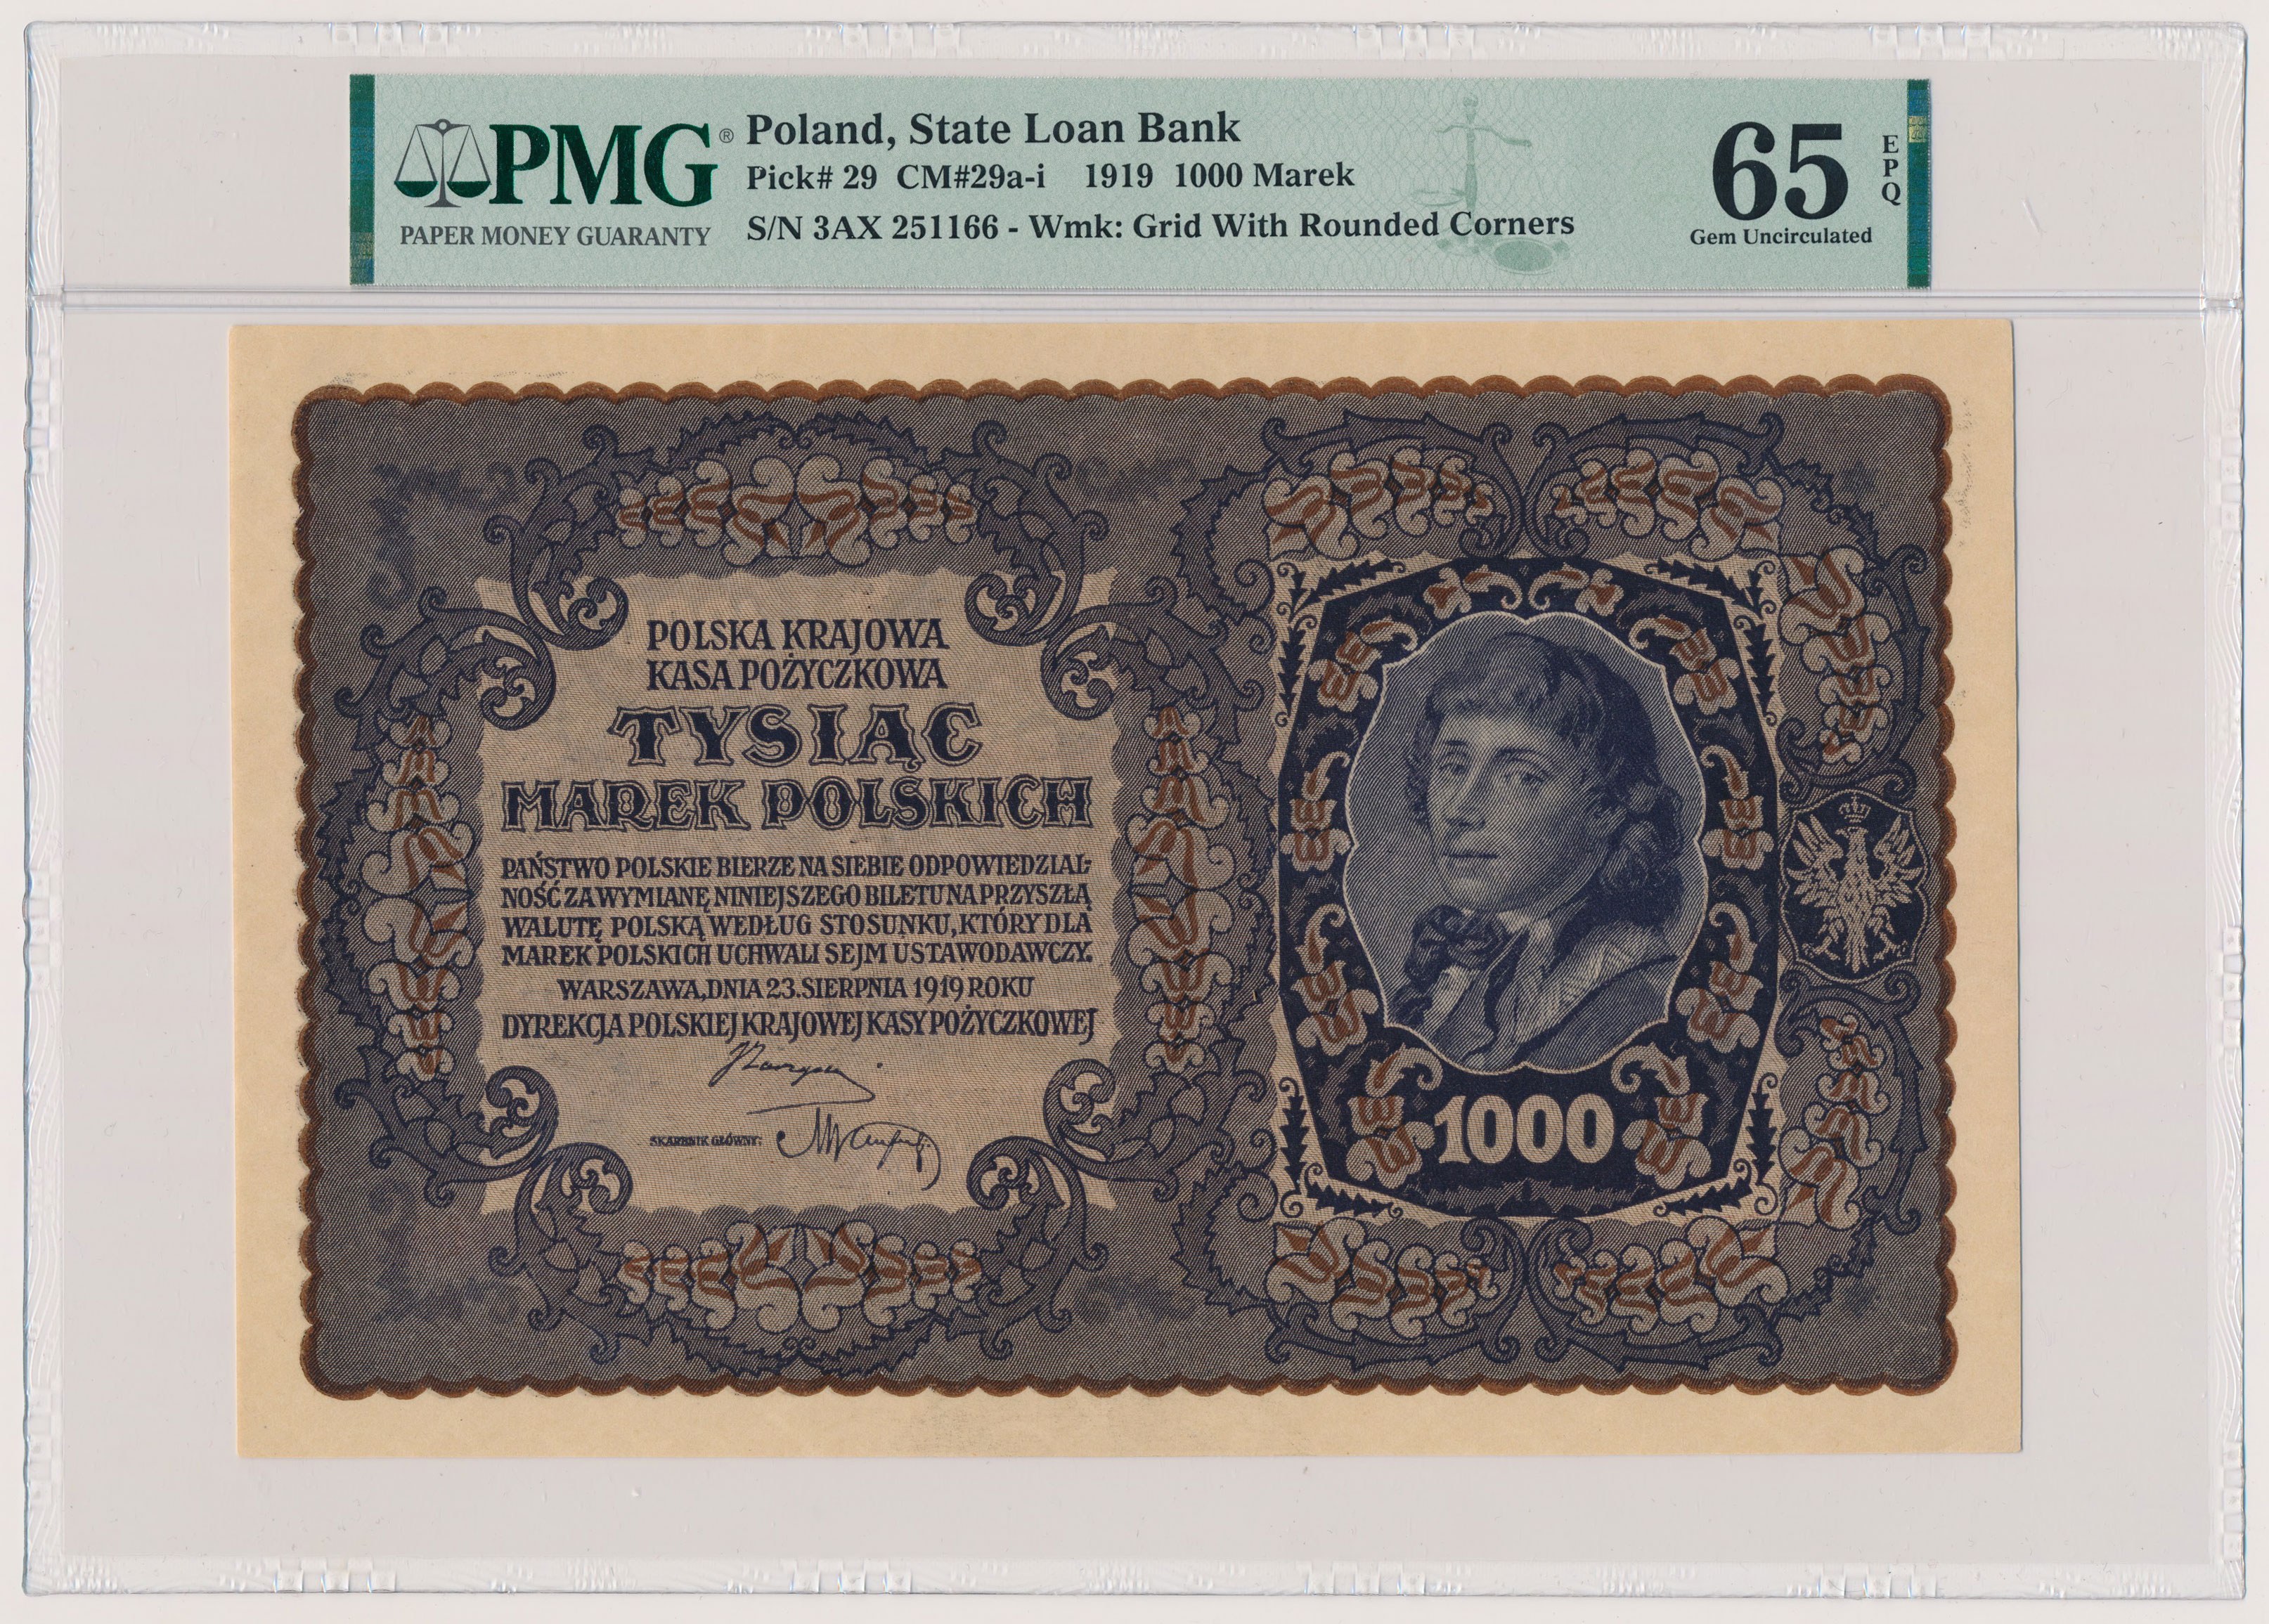 PMG®
PAPER MONEY GUARANTY
Poland, State Loan Bank
Pick# 29 CM#29a-i 1919 1000 Marek
S/N 3AX 251166 - Wmk: Grid With Rounded Corners
65
EPQ
Gem Uncirculated
POLSKA KRAJOWA
KASA POŻYCZKOWA
TYSIĄC
MAREK POLSKICH
PAŃSTWO POLSKIE BIERZE NA SIEBIE ODPOWIEDZIAL-
NOŚĆ ZA WYMIANĘ NINIEJSZEGO BILETU NA PRZYSZŁĄ
WALUTĘ POLSKĄ WEDŁUG STOSUNKU, KTÓRY DLA
MAREK POLSKICH UCHWALI SEJM USTAWODAWCZY.
WARSZAWA, DNIA 23. SIERPNIA 1919 ROKU
DYREKCJA POLSKIEJ KRAJOWEJ KASY POŻYCZKOWEJ
SKARBNIK GŁÓWNY:
1000